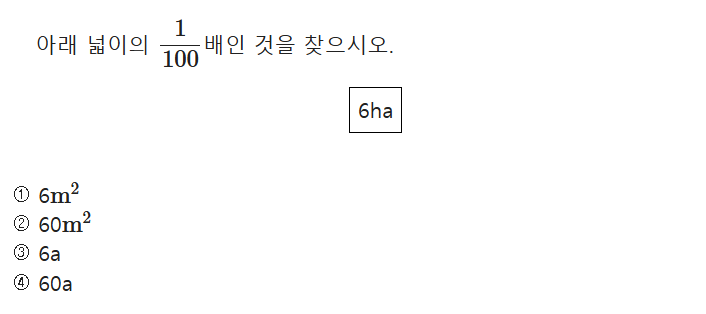 아래 넓이의 $\frac{1}{100}$배인 것을 찾으시오.
6ha
① 6m²
② 60m²
③ 6a
④ 60a